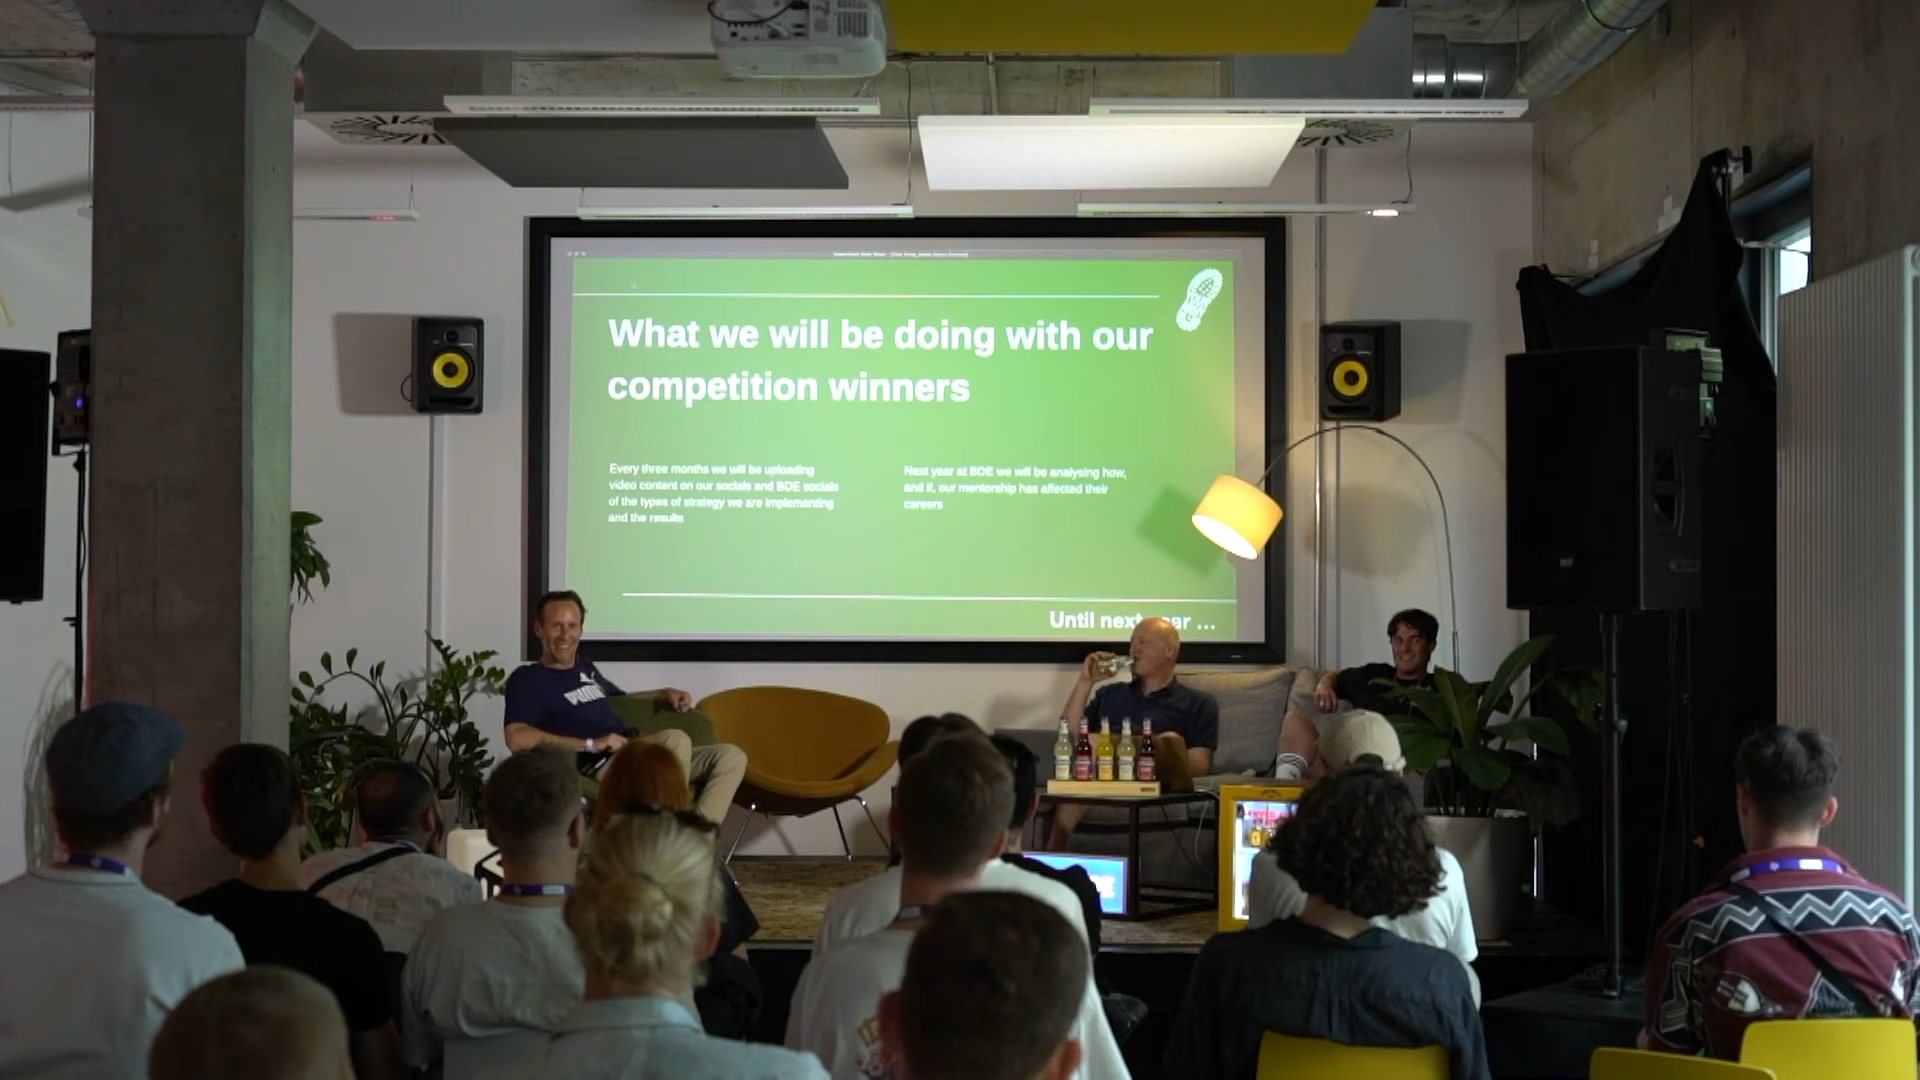 What we will be doing with our
competition winners
Every three months we will be uploading
video content on our socials and BDE socials
of the types of strategy we are implementing
and the results
Next year at BDE we will be analysing how,
and if, our mentorship has affected their
careers
Until next ...
PUMA